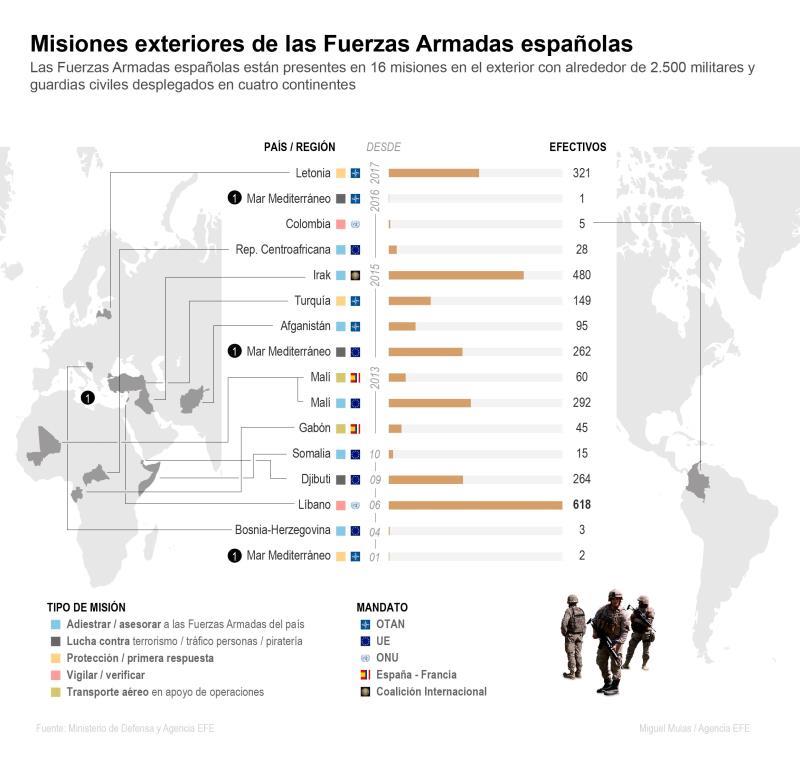 Misiones exteriores de las Fuerzas Armadas españolas
Las Fuerzas Armadas españolas están presentes en 16 misiones en el exterior con alrededor de 2.500 militares y
guardias civiles desplegados en cuatro continentes
PAÍS / REGIÓN DESDE EFECTIVOS
Letonia 2017 321
1 Mar Mediterráneo 2016 1
Colombia 5
Rep. Centroafricana 28
Irak 2015 480
Turquía 149
Afganistán 95
1 Mar Mediterráneo 262
Malí 2013 60
Malí 292
Gabón 45
Somalia 10 15
Djibuti 09 264
Líbano 06 618
Bosnia-Herzegovina 04 3
1 Mar Mediterráneo 01 2
1
TIPO DE MISIÓN
Adiestrar / asesorar a las Fuerzas Armadas del país
Lucha contra terrorismo / tráfico personas / piratería
Protección / primera respuesta
Vigilar / verificar
Transporte aéreo en apoyo de operaciones
MANDATO
OTAN
UE
ONU
España - Francia
Coalición Internacional
Fuente: Ministerio de Defensa y Agencia EFE
Miguel Muias / Agencia EFE